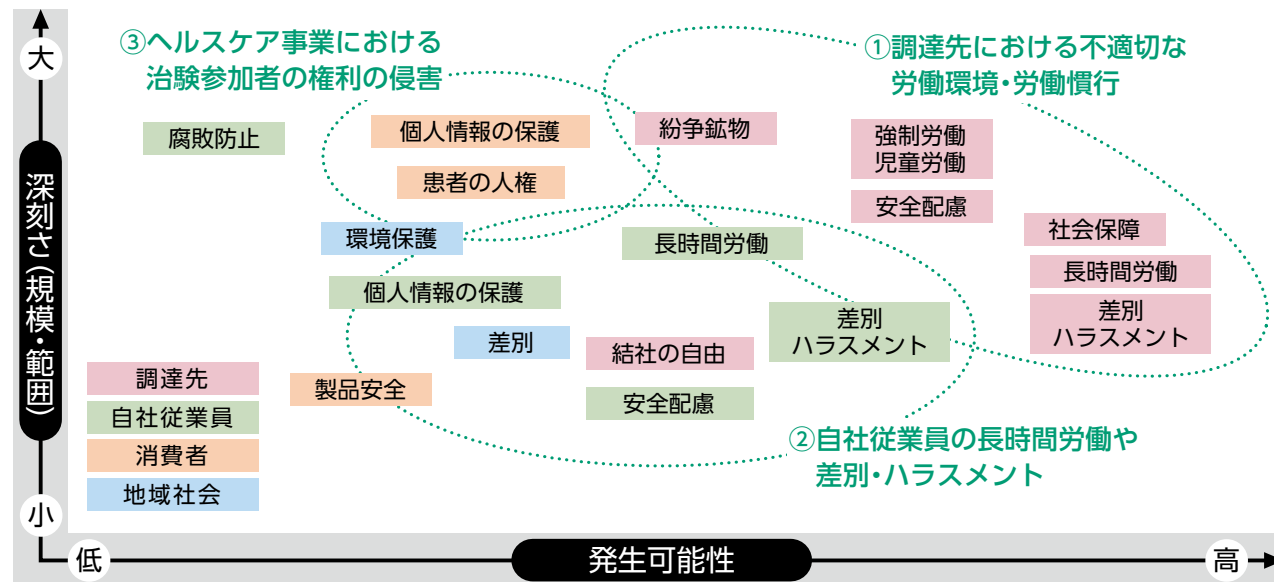 大
③ヘルスケア事業における
治験参加者の権利の侵害
①調達先における不適切な
労働環境・労働慣行
腐敗防止
個人情報の保護
紛争鉱物
強制労働
児童労働
患者の人権
安全配慮
環境保護
長時間労働
社会保障
長時間労働
個人情報の保護
差別
ハラスメント
差別
ハラスメント
差別
結社の自由
製品安全
安全配慮
調達先
自社従業員
消費者
地域社会
②自社従業員の長時間労働や
差別・ハラスメント
深刻さ(規模・範囲)
小
低
発生可能性
高